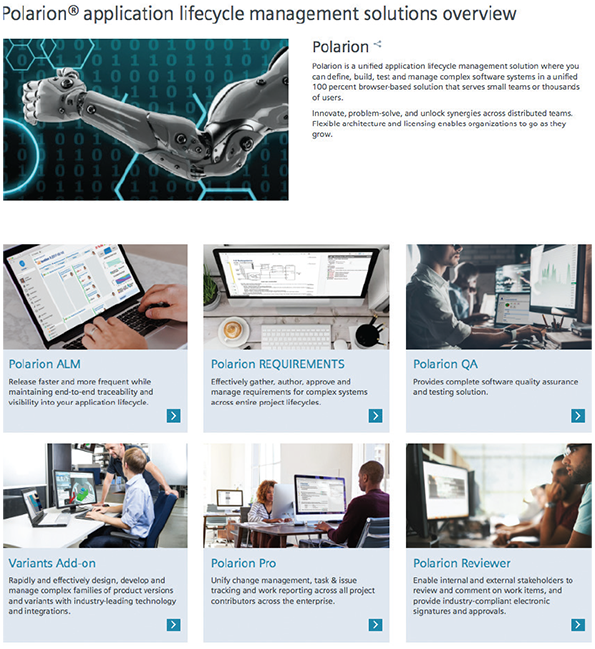 Polarion® application lifecycle management solutions overview
Polarion
Polarion is a unified application lifecycle management solution where you
can define, build, test and manage complex software systems in a unified
100 percent browser-based solution that serves small teams or thousands
of users.
Innovate, problem-solve, and unlock synergies across distributed teams.
Flexible architecture and licensing enables organizations to go as they
grow.
Polarion ALM
Release faster and more frequent while
maintaining end-to-end traceability and
visibility into your application lifecycle.
Polarion REQUIREMENTS
Effectively gather, author, approve and
manage requirements for complex systems
across entire project lifecycles.
Polarion QA
Provides complete software quality assurance
and testing solution.
Variants Add-on
Rapidly and effectively design, develop and
manage complex families of product versions
and variants with industry-leading technology
and integrations.
Polarion Pro
Unify change management, task & issue
tracking and work reporting across all project
contributors across the enterprise.
Polarion Reviewer
Enable internal and external stakeholders to
review and comment on work items, and
provide industry-compliant electronic
signatures and approvals.